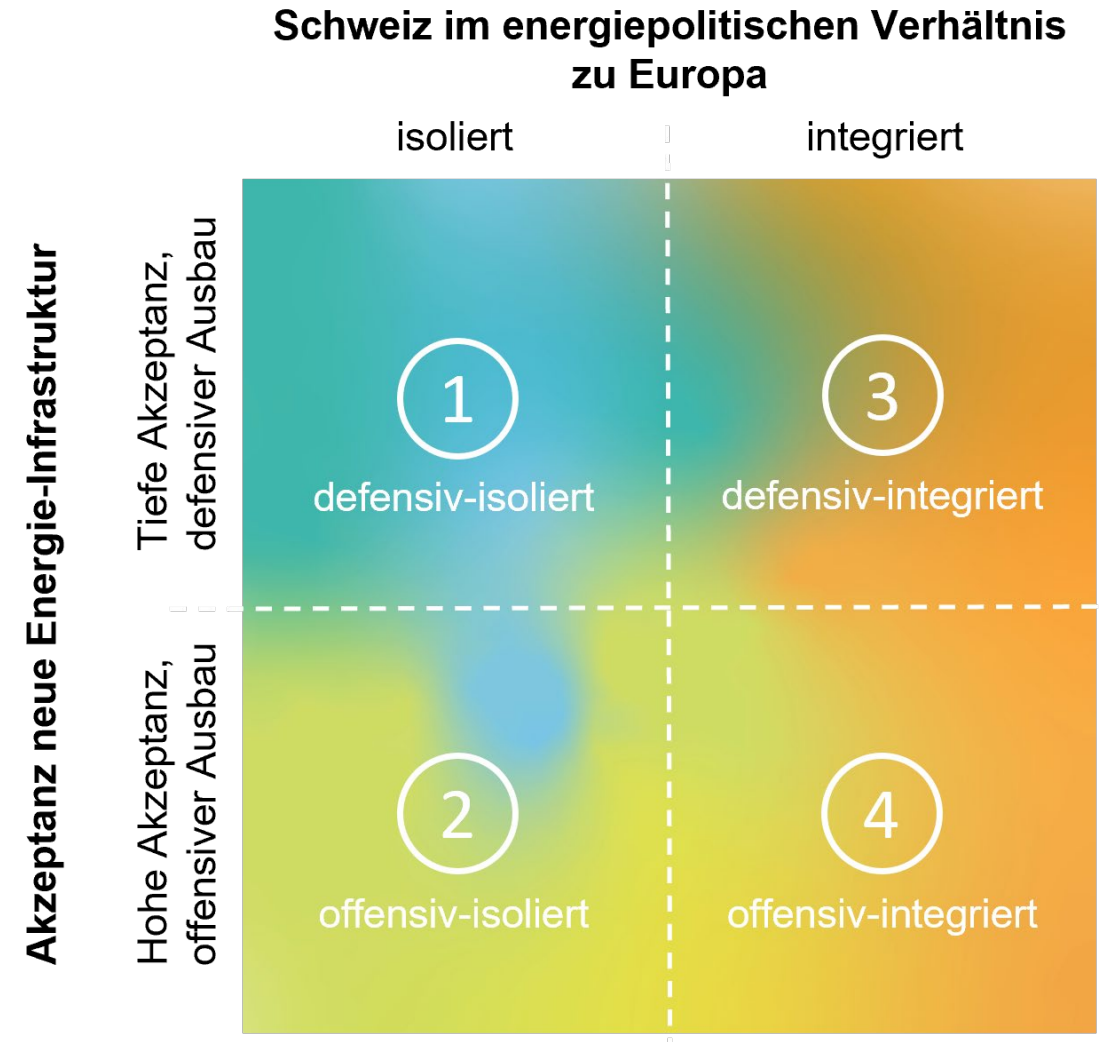 Schweiz im energiepolitischen Verhältnis
zu Europa
isoliert
integriert
Akzeptanz neue Energie-Infrastruktur
Tiefe Akzeptanz,
defensiver Ausbau
1
defensiv-isoliert
3
defensiv-integriert
Hohe Akzeptanz,
offensiver Ausbau
2
offensiv-isoliert
4
offensiv-integriert